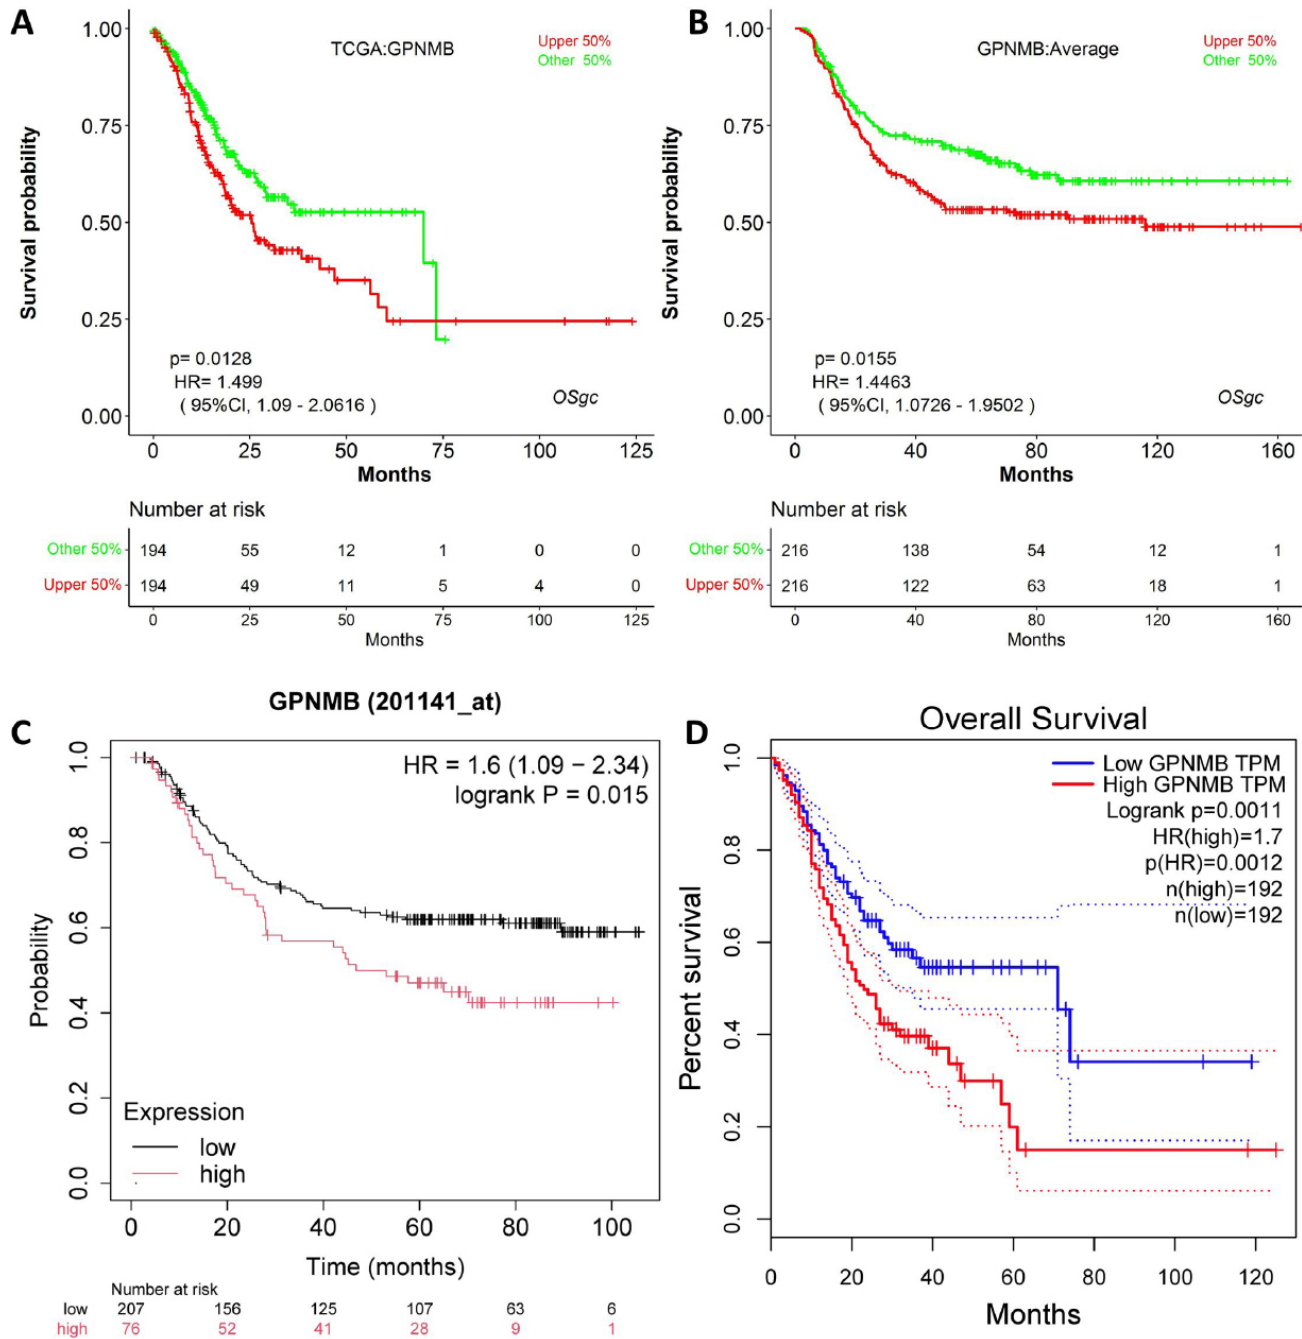 A
TCGA:GPNMB
Upper 50%
Other 50%
Survival probability
1.00
0.75
0.50
0.25
0.00
p= 0.0128
HR= 1.499
( 95%CI, 1.09 - 2.0616 )
OSgc
0 25 50 75 100 125
Months
Number at risk
Other 50% 194 55 12 1 0 0
Upper 50% 194 49 11 5 4 0
0 25 50 75 100 125
Months
B
GPNMB:Average
Upper 50%
Other 50%
Survival probability
1.00
0.75
0.50
0.25
0.00
p= 0.0155
HR= 1.4463
( 95%CI, 1.0726 - 1.9502 )
OSgc
0 40 80 120 160
Months
Number at risk
Other 50% 216 138 54 12 1
Upper 50% 216 122 63 18 1
0 40 80 120 160
Months
C
GPNMB (201141_at)
HR = 1.6 (1.09 − 2.34)
logrank P = 0.015
Probability
1.0
0.8
0.6
0.4
0.2
0.0
Expression
low
high
0 20 40 60 80 100
Time (months)
Number at risk
low 207 156 125 107 63 6
high 76 52 41 28 9 1
D
Overall Survival
Low GPNMB TPM
High GPNMB TPM
Logrank p=0.0011
HR(high)=1.7
p(HR)=0.0012
n(high)=192
n(low)=192
Percent survival
1.0
0.8
0.6
0.4
0.2
0.0
0 20 40 60 80 100 120
Months